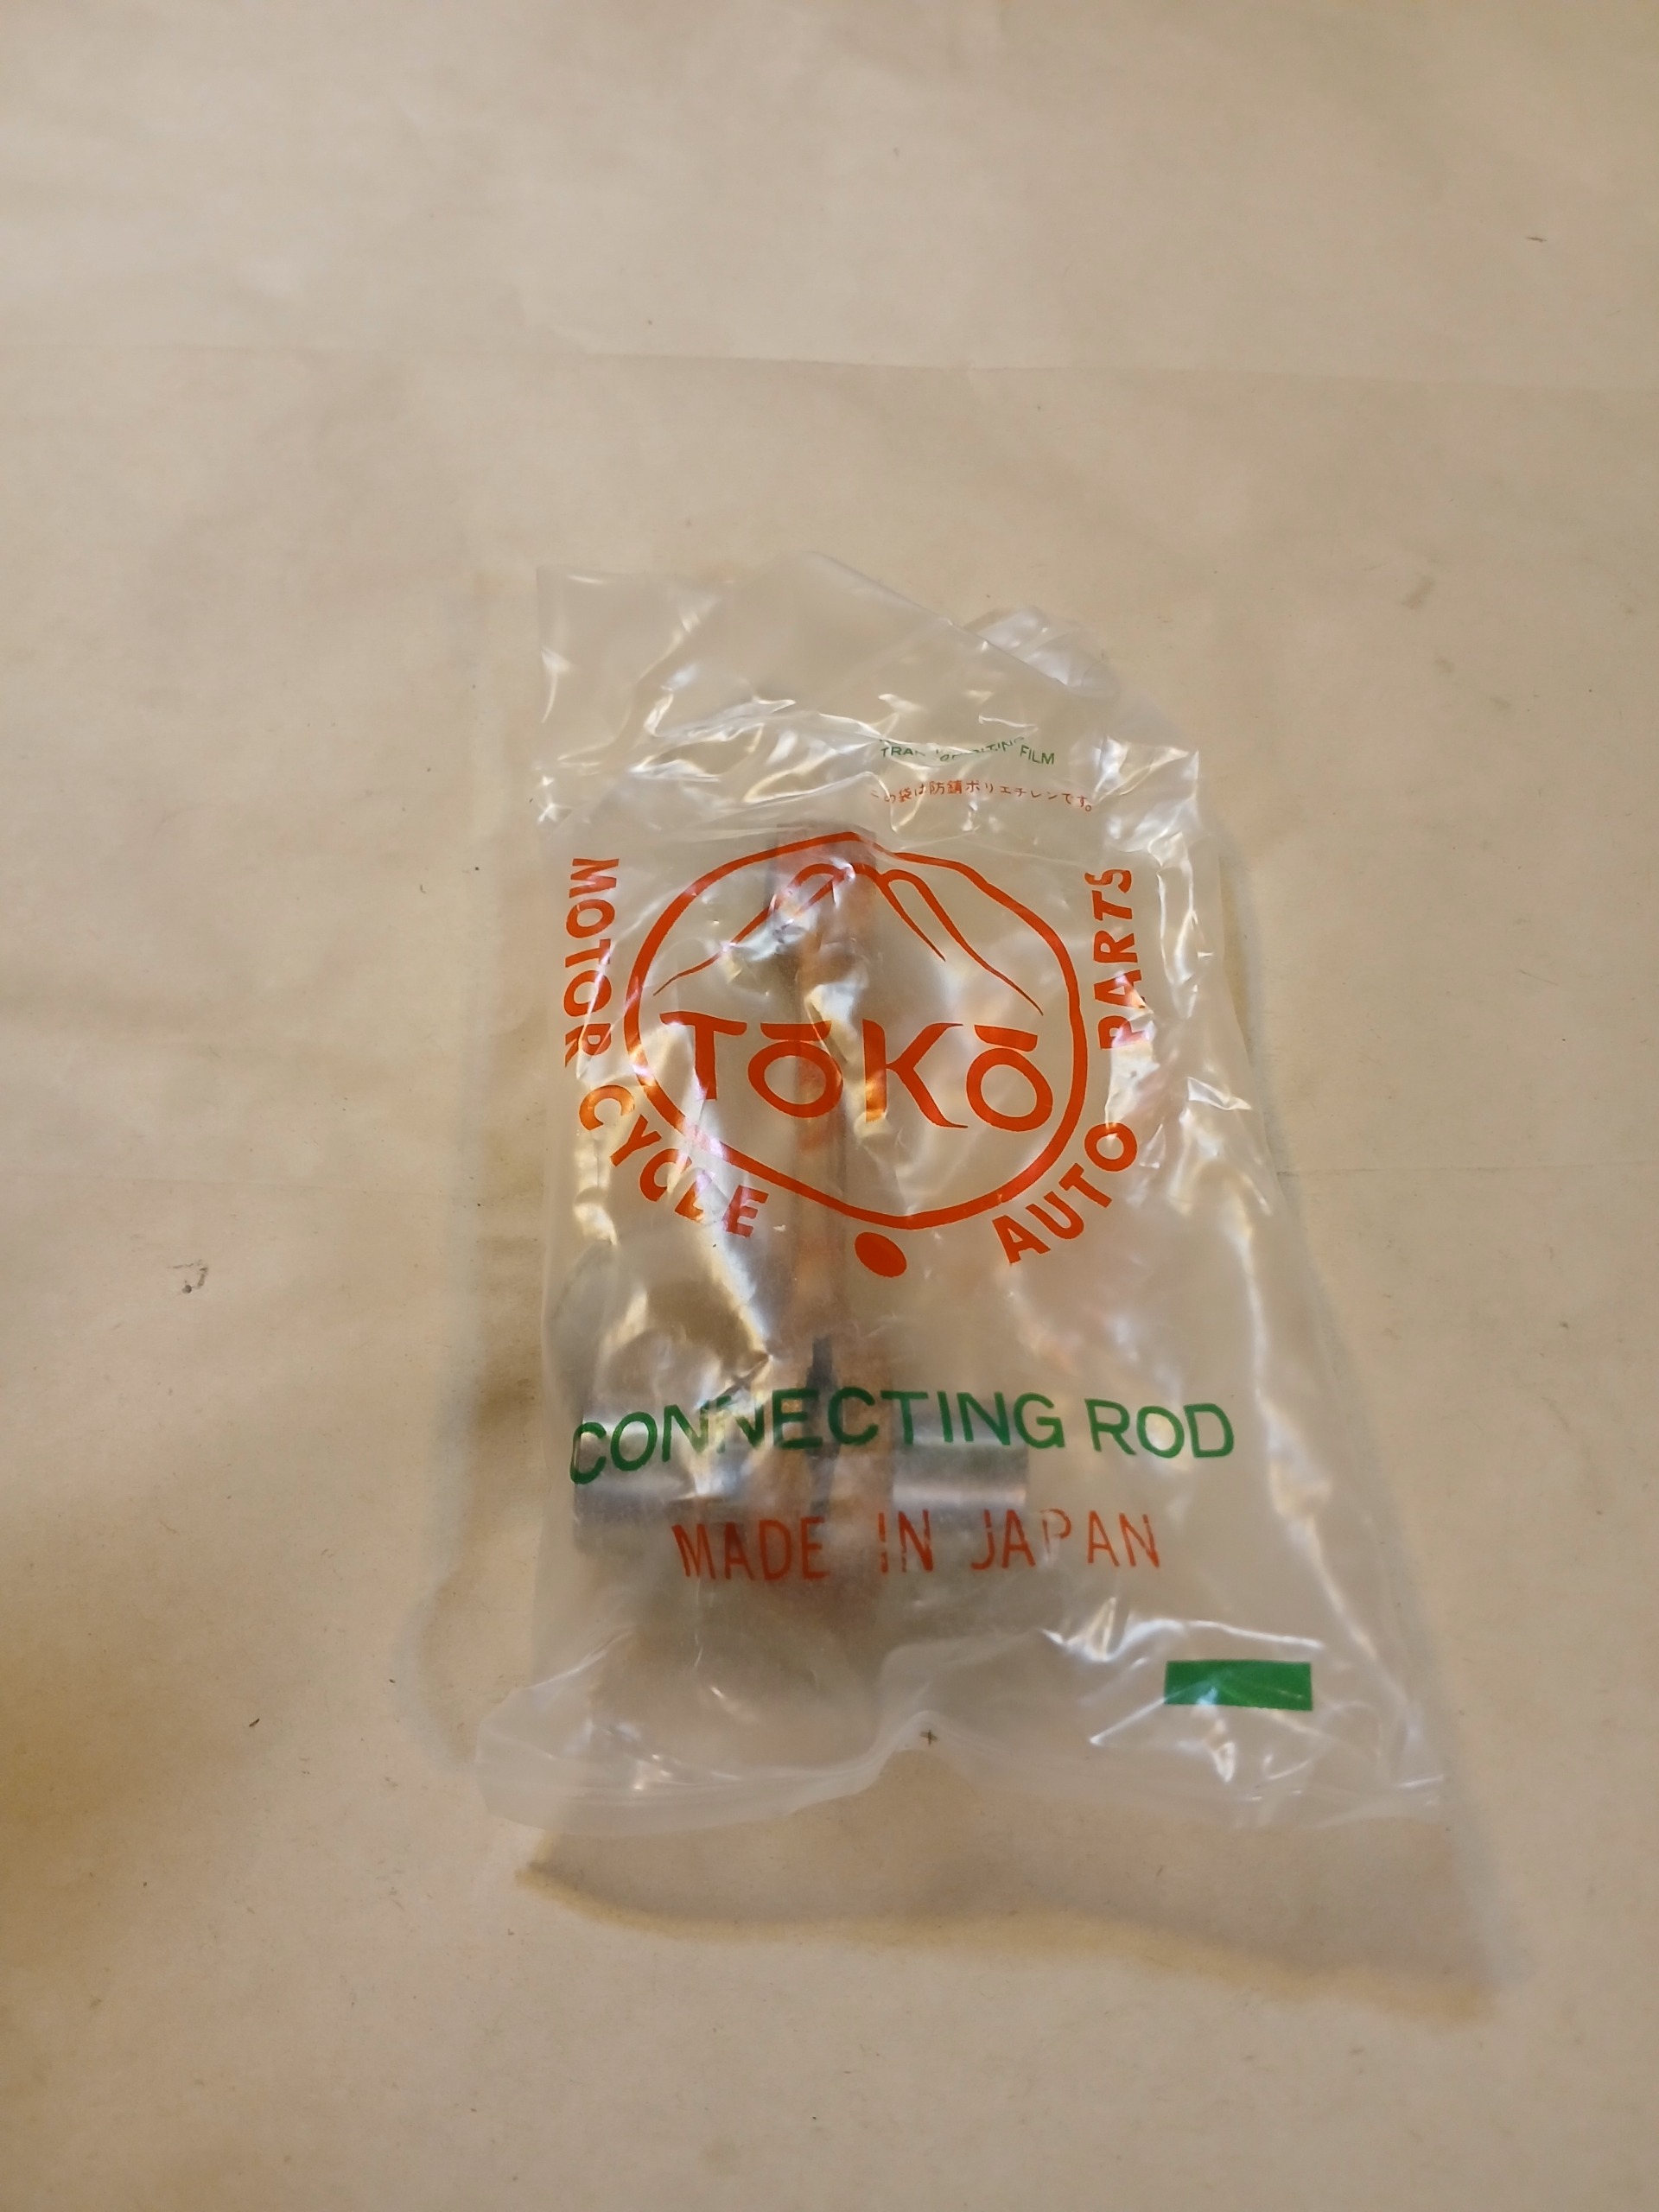 FILM
の袋は防錆ポリエチレンです。
MOTOR CYCLE
AUTO PARTS
TōKō
CONNECTING ROD
MADE IN JAPAN